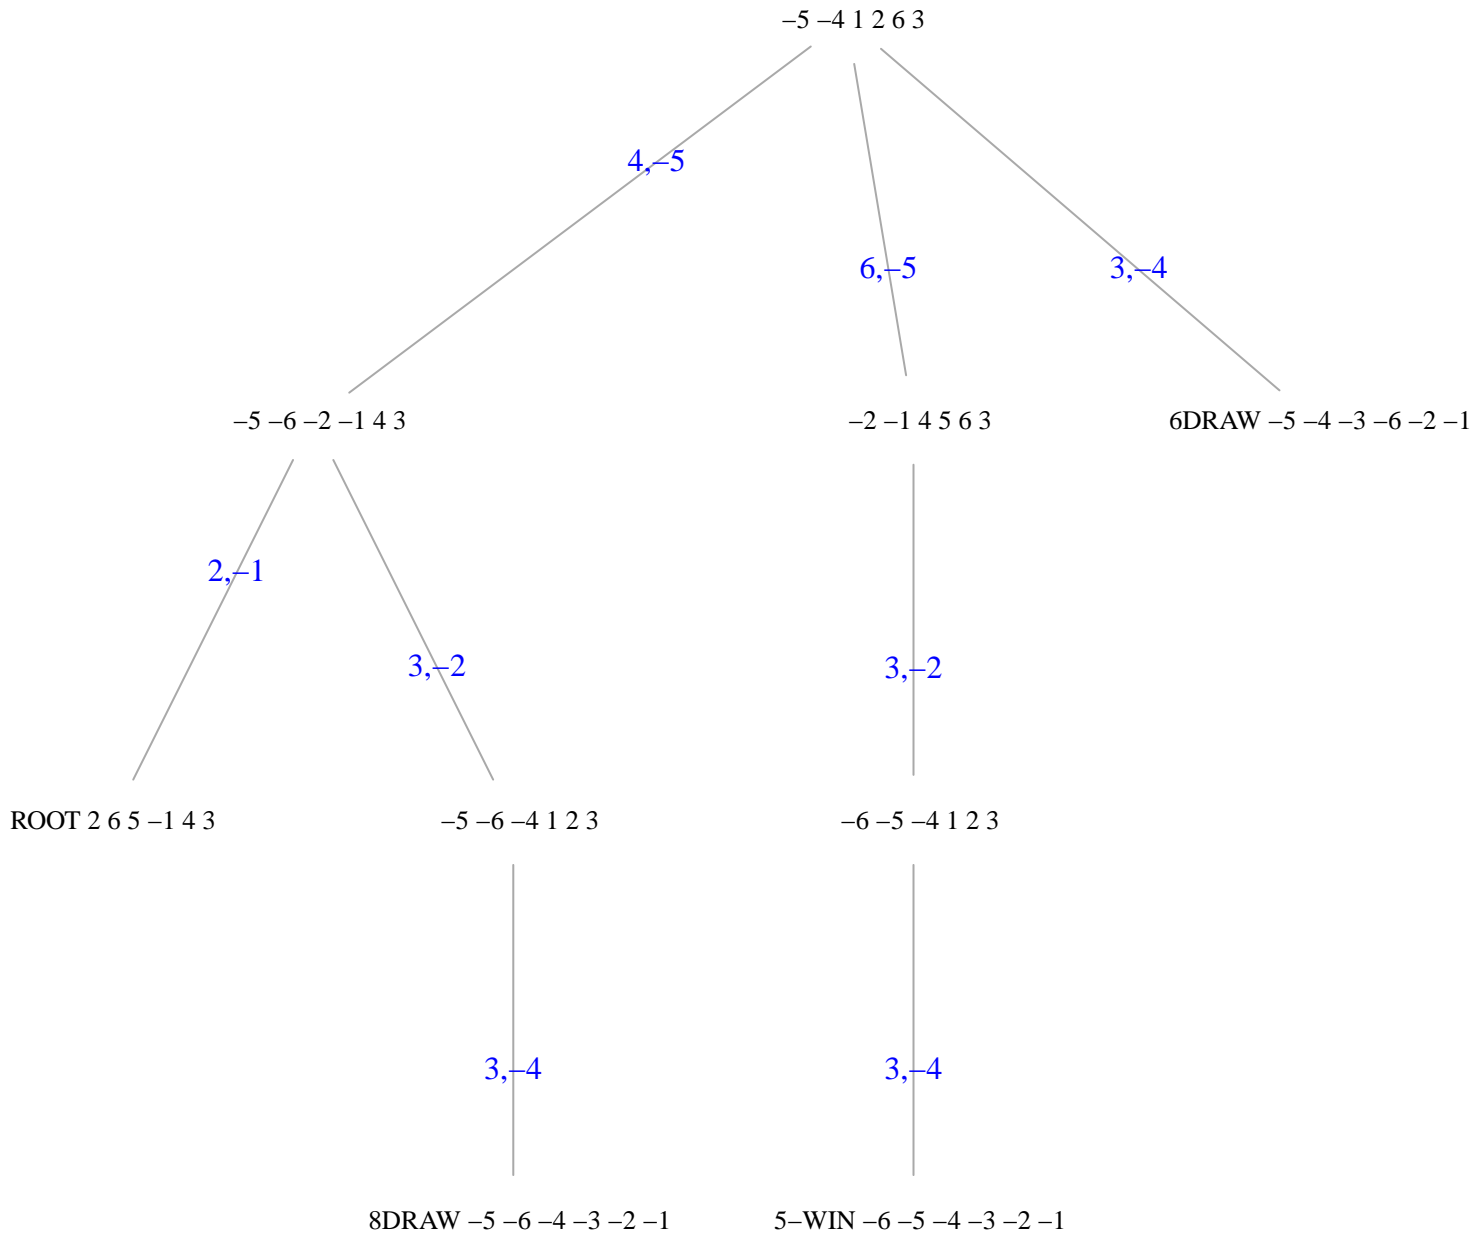 –5 –4 1 2 6 3
4,–5
6,–5
3,–4
–5 –6 –2 –1 4 3
–2 –1 4 5 6 3
6DRAW –5 –4 –3 –6 –2 –1
2,–1
3,–2
3,–2
ROOT 2 6 5 –1 4 3
–5 –6 –4 1 2 3
–6 –5 –4 1 2 3
3,–4
3,–4
8DRAW –5 –6 –4 –3 –2 –1
5–WIN –6 –5 –4 –3 –2 –1